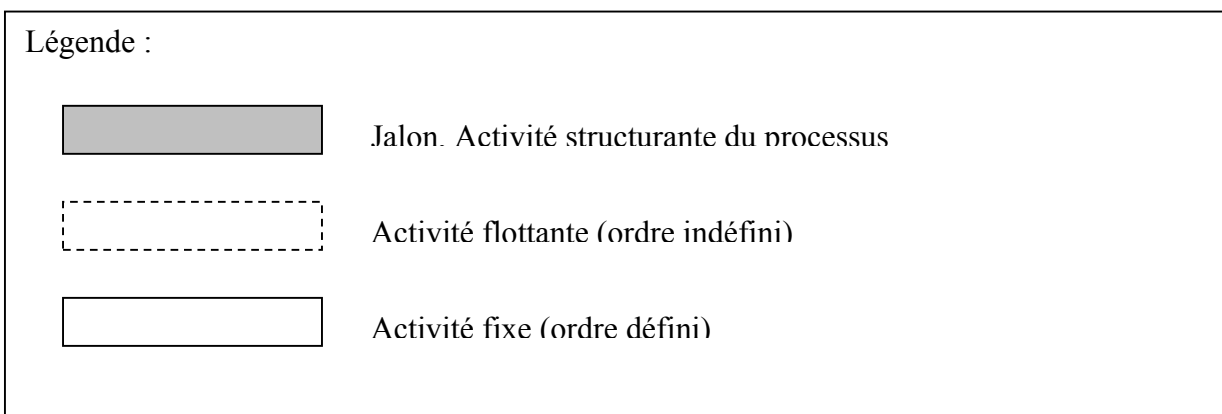 Légende :
Jalon. Activité structurante du processus
Activité flottante (ordre indéfini)
Activité fixe (ordre défini)